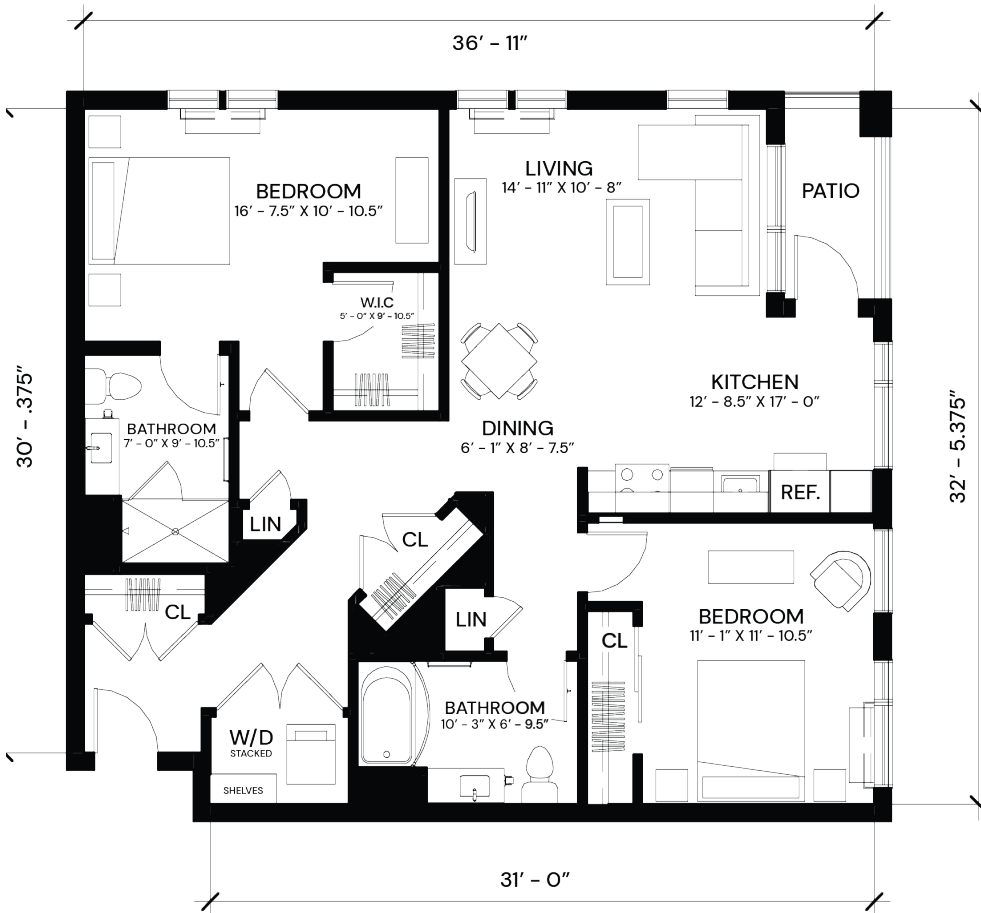 36’ – 11”
LIVING
14’ - 11” X 10’ - 8”
BEDROOM
16’ - 7.5” X 10’ - 10.5”
PATIO
W.I.C
5’ - 0” X 9’ - 10.5”
30’ – .375”
KITCHEN
12’ - 8.5” X 17’ - 0”
32’ – 5.375”
BATHROOM
7’ - 0” X 9’ - 10.5”
DINING
6’ - 1” X 8’ - 7.5”
REF.
LIN
CL
CL
LIN
BEDROOM
11’ - 1” X 11’ - 10.5”
CL
BATHROOM
10’ - 3” X 6’ - 9.5”
W/D
STACKED
SHELVES
31’ – 0”